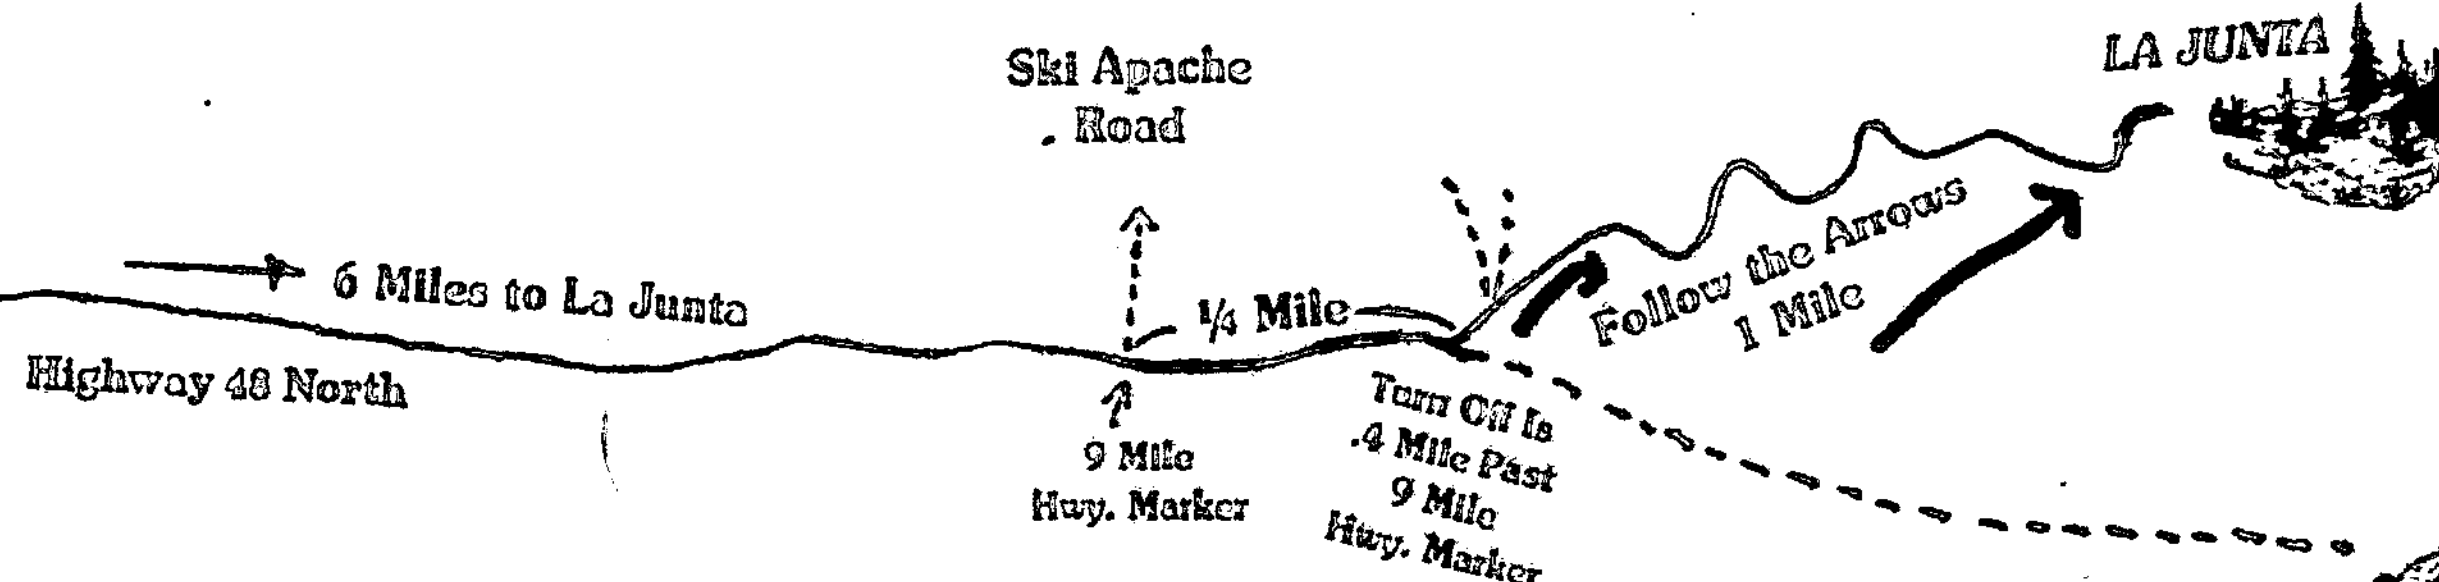 LA JUNTA
Ski Apache
Road
6 Miles to La Junta
1/4 Mile
Follow the Arrows
1 Mile
Highway 48 North
9 Mile
Hwy. Marker
Turn Off Is
.4 Mile Past
9 Mile
Hwy. Marker